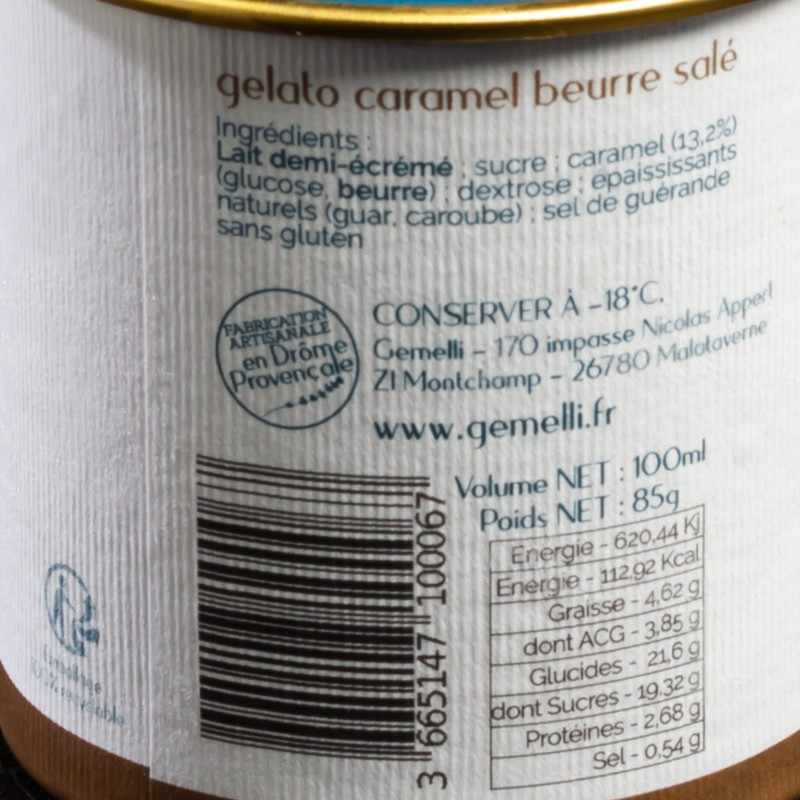 gelato caramel beurre salé
Ingrédients :
Lait demi-écrémé ; sucre ; caramel (13,2%)
(glucose, beurre) ; dextrose ; épaississants
naturels (guar, caroube) ; sel de guérande
sans gluten
FABRICATION
ARTISANALE
en Drôme
Provençale
CONSERVER À -18°C.
Gemelli - 170 impasse Nicolas Appert
ZI Montchamp - 26780 Malataverne
www.gemelli.fr
Volume NET : 100ml
Poids NET : 85g
Energie - 620,44 Kj
Energie - 112,92 Kcal
Graisse - 4,62 g
dont ACG - 3,85 g
Glucides - 21,6 g
dont Sucres - 19,32 g
Protéines - 2,68 g
Sel - 0,54 g
3 665147 100067